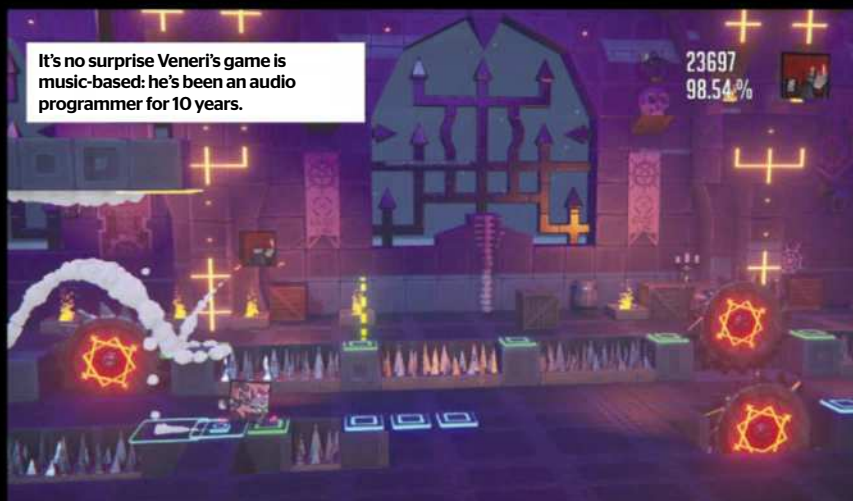 It's no surprise Veneri's game is
music-based: he's been an audio
programmer for 10 years.
23697
98.54%